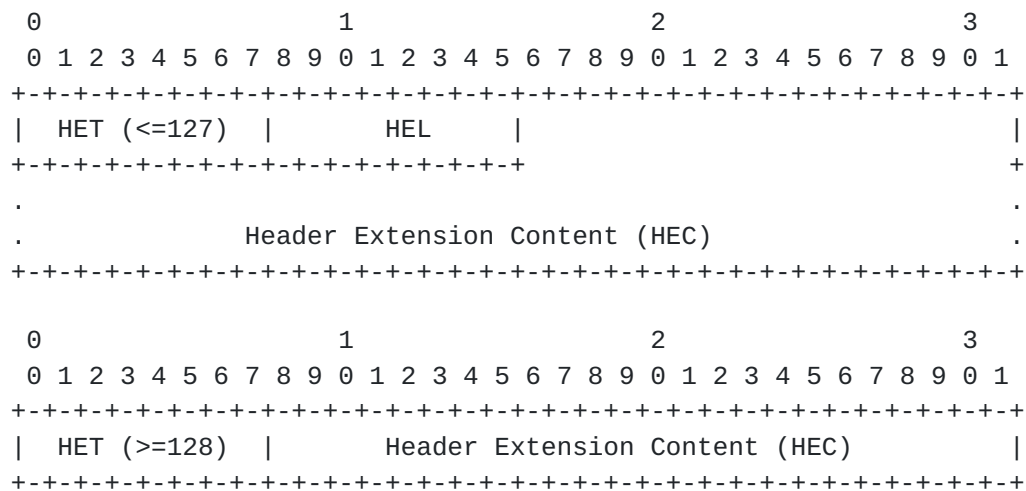 0                   1                   2                   3
 0 1 2 3 4 5 6 7 8 9 0 1 2 3 4 5 6 7 8 9 0 1 2 3 4 5 6 7 8 9 0 1
+-+-+-+-+-+-+-+-+-+-+-+-+-+-+-+-+-+-+-+-+-+-+-+-+-+-+-+-+-+-+-+-+
|  HET (<=127)  |       HEL     |                               |
+-+-+-+-+-+-+-+-+-+-+-+-+-+-+-+-+                               +
.                                                               .
.              Header Extension Content (HEC)                   .
+-+-+-+-+-+-+-+-+-+-+-+-+-+-+-+-+-+-+-+-+-+-+-+-+-+-+-+-+-+-+-+-+

 0                   1                   2                   3
 0 1 2 3 4 5 6 7 8 9 0 1 2 3 4 5 6 7 8 9 0 1 2 3 4 5 6 7 8 9 0 1
+-+-+-+-+-+-+-+-+-+-+-+-+-+-+-+-+-+-+-+-+-+-+-+-+-+-+-+-+-+-+-+-+
|  HET (>=128)  |       Header Extension Content (HEC)          |
+-+-+-+-+-+-+-+-+-+-+-+-+-+-+-+-+-+-+-+-+-+-+-+-+-+-+-+-+-+-+-+-+